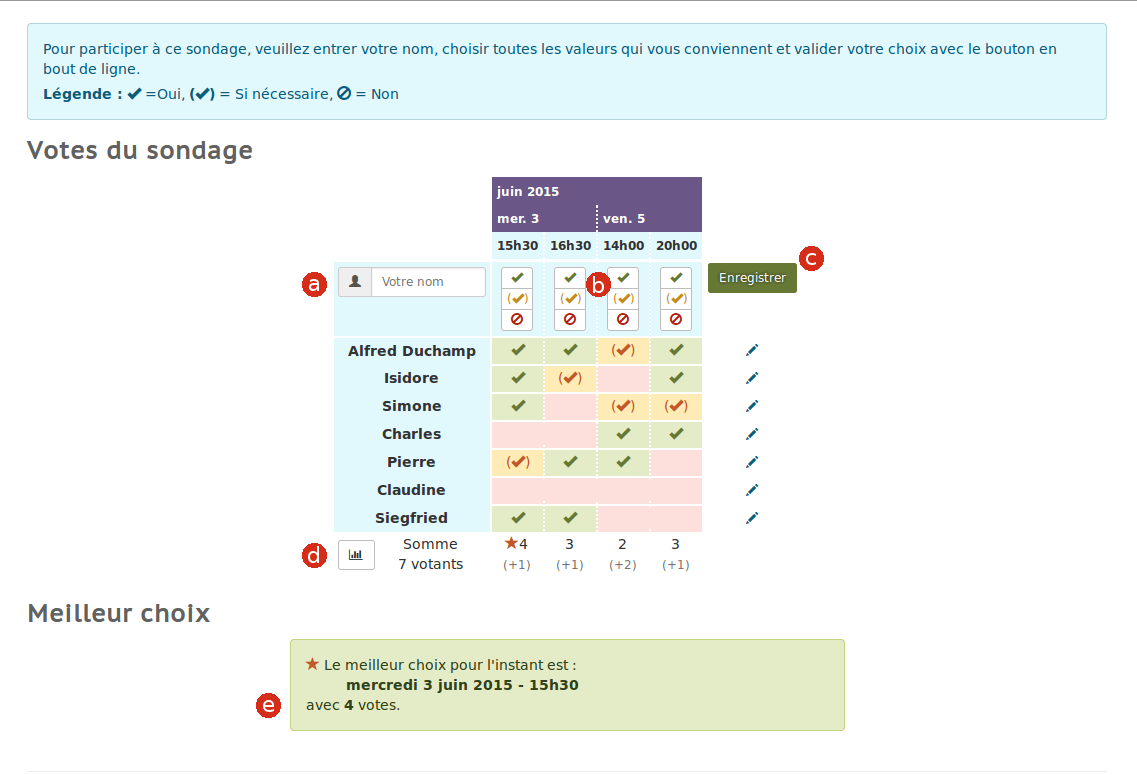 Pour participer à ce sondage, veuillez entrer votre nom, choisir toutes les valeurs qui vous conviennent et valider votre choix avec le bouton en
bout de ligne.
Légende : ✔ =Oui, (✔) = Si nécessaire, ⊘ = Non
Votes du sondage
juin 2015
mer. 3 ven. 5
15h30 16h30 14h00 20h00
a Votre nom ✔ ✔ b ✔ ✔ Enregistrer c
(✔) (✔) (✔) (✔)
⊘ ⊘ ⊘ ⊘
Alfred Duchamp ✔ ✔ (✔) ✔
Isidore ✔ (✔) ✔
Simone ✔ (✔) (✔)
Charles ✔ ✔
Pierre (✔) ✔ ✔
Claudine
Siegfried ✔ ✔
d Somme ★4 3 2 3
7 votants (+1) (+1) (+2) (+1)
Meilleur choix
★ Le meilleur choix pour l'instant est :
mercredi 3 juin 2015 - 15h30
e avec 4 votes.